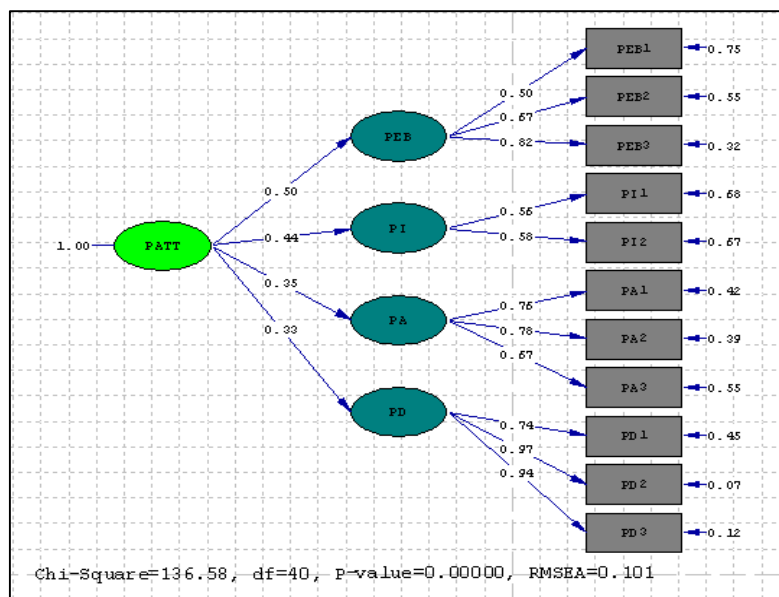 PEB1 0.75
0.50
PEB2 0.55
0.67
PEB 0.82 PEB3 0.32
0.50
PI1 0.68
0.56
PI 0.58 PI2 0.67
1.00 PATT 0.44
0.35
PA1 0.42
0.76
PA 0.78 PA2 0.39
0.33
0.67 PA3 0.55
PD 0.74 PD1 0.45
0.97
0.94 PD2 0.07
PD3 0.12
Chi-Square=136.58, df=40, P-value=0.00000, RMSEA=0.101